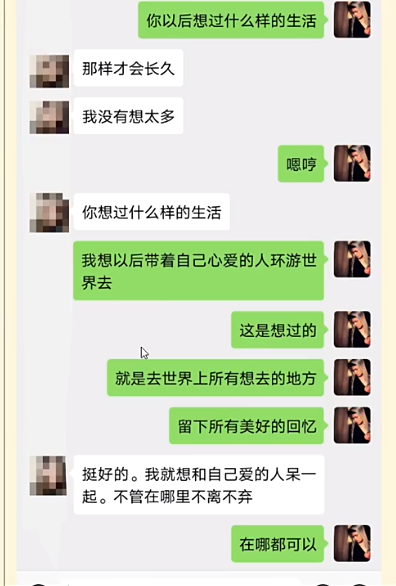 你以后想过什么样的生活
那样才会长久
我没有想太多
嗯哼
你想过什么样的生活
我想以后带着自己心爱的人环游世
界去
这是想过的
就是去世界上所有想去的地方
留下所有美好的回忆
挺好的。我就想和自己爱的人呆一
起。不管在哪里不离不弃
在哪都可以